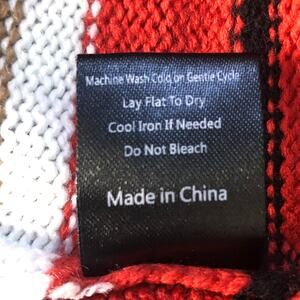 Machine Wash Cold on Gentle Cycle
Lay Flat To Dry
Cool Iron If Needed
Do Not Bleach
Made in China